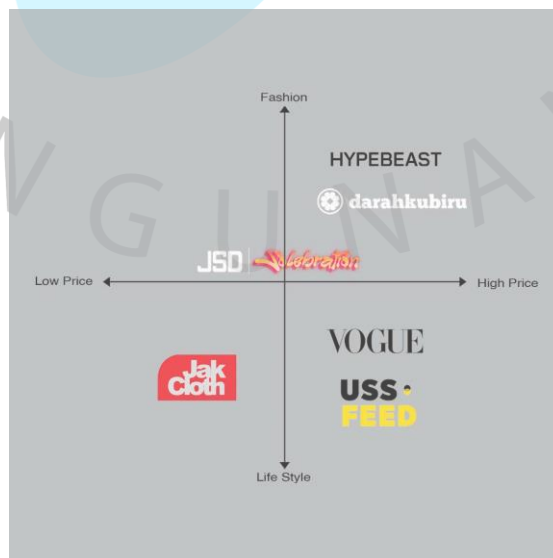 Fashion
HYPEBEAST
darahkubiru
JSD
Low Price
High Price
VOGUE
Jak
Cloth
USS
FEED
Life Style
N G U N A